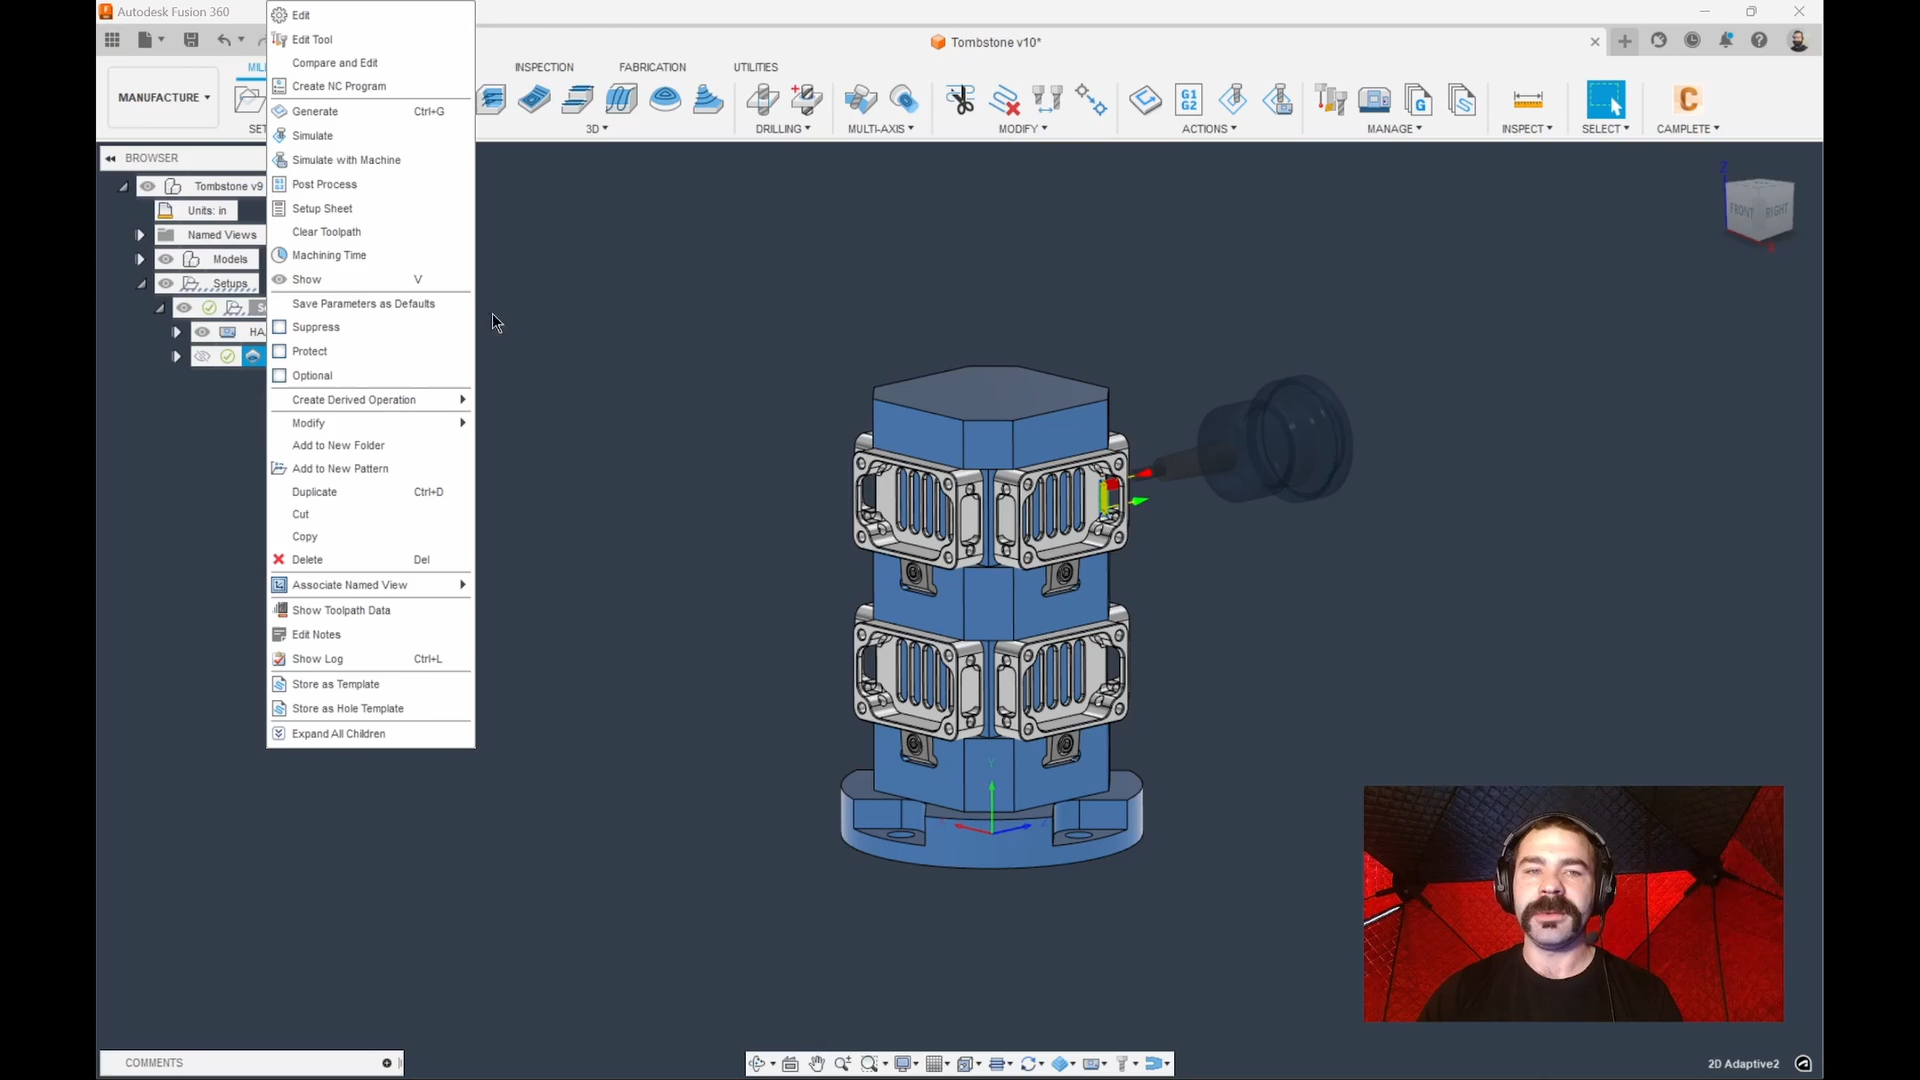 Autodesk Fusion 360
Tombstone v10*
MANUFACTURE
MIL
INSPECTION
FABRICATION
UTILITIES
SET
3D
DRILLING
MULTI-AXIS
MODIFY
G1
G2
G
ACTIONS
MANAGE
INSPECT
SELECT
C
CAMPLETE
BROWSER
Tombstone v9
Units: in
Named Views
Models
Setups
HA
Edit
Edit Tool
Compare and Edit
Create NC Program
Generate Ctrl+G
Simulate
Simulate with Machine
Post Process
Setup Sheet
Clear Toolpath
Machining Time
Show V
Save Parameters as Defaults
Suppress
Protect
Optional
Create Derived Operation
Modify
Add to New Folder
Add to New Pattern
Duplicate Ctrl+D
Cut
Copy
Delete Del
Associate Named View
Show Toolpath Data
Edit Notes
Show Log Ctrl+L
Store as Template
Store as Hole Template
Expand All Children
Z
FRONT
RIGHT
X
Y
COMMENTS
2D Adaptive2